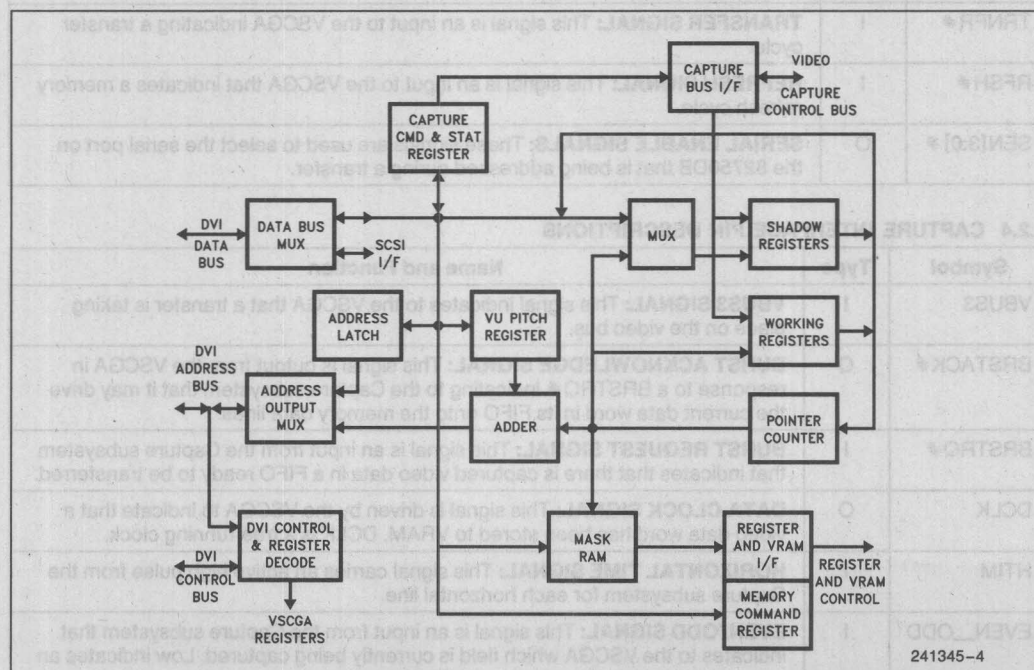 TRNFR# I TRANSFER SIGNAL: This signal is an input to the VSCGA indicating a transfer
cycle.
RFSH# I This signal is an input to the VSCGA that indicates a memory
SEN[3:0]# O SERIAL ENABLE SIGNALS: These are used to select the serial port on
the 82750DB that is being addressed during a transfer.
2.4 CAPTURE PIN DESCRIPTIONS
Symbol Type Name and Function
VBUS3 I VBUS3 SIGNAL: This signal indicates to the VSCGA that a transfer is taking
on the video bus.
BRSTACK# O BURST ACKNOWLEDGE SIGNAL: This signal is output from the VSCGA in
response to a BRSTRQ# indicating to the Capture subsystem that it may drive
the current data word in its FIFO onto the memory
BRSTRQ# I BURST REQUEST SIGNAL: This signal is an input from the Capture subsystem
that indicates that there is captured video data in a FIFO ready to be transferred.
DCLK O DATA CLOCK SIGNAL: This signal is driven by the VSCGA to indicate that a
data word has been stored to VRAM. running clock.
HTIM HORIZONTAL TIME SIGNAL: This signal carries an pulse from the
capture subsystem for each horizontal line.
EVEN_ODD I EVEN/ODD SIGNAL: This signal is an input from the capture subsystem that
indicates to the VSCGA which field is currently being captured. Low indicates an
CAPTURE
BUS I/F
VIDEO
CAPTURE
CONTROL BUS
CAPTURE
CMD & STAT
REGISTER
DVI
DATA
BUS
DATA BUS
MUX
SCSI
I/F
MUX
SHADOW
REGISTERS
ADDRESS
LATCH
VU PITCH
REGISTER
WORKING
REGISTERS
DVI
ADDRESS
BUS
ADDRESS
OUTPUT
MUX
ADDER
POINTER
COUNTER
DVI CONTROL
& REGISTER
DECODE
DVI
CONTROL
BUS
MASK
RAM
REGISTER
AND VRAM
I/F
MEMORY
COMMAND
REGISTER
REGISTER
AND VRAM
CONTROL
VSCGA
REGISTERS
241345-4